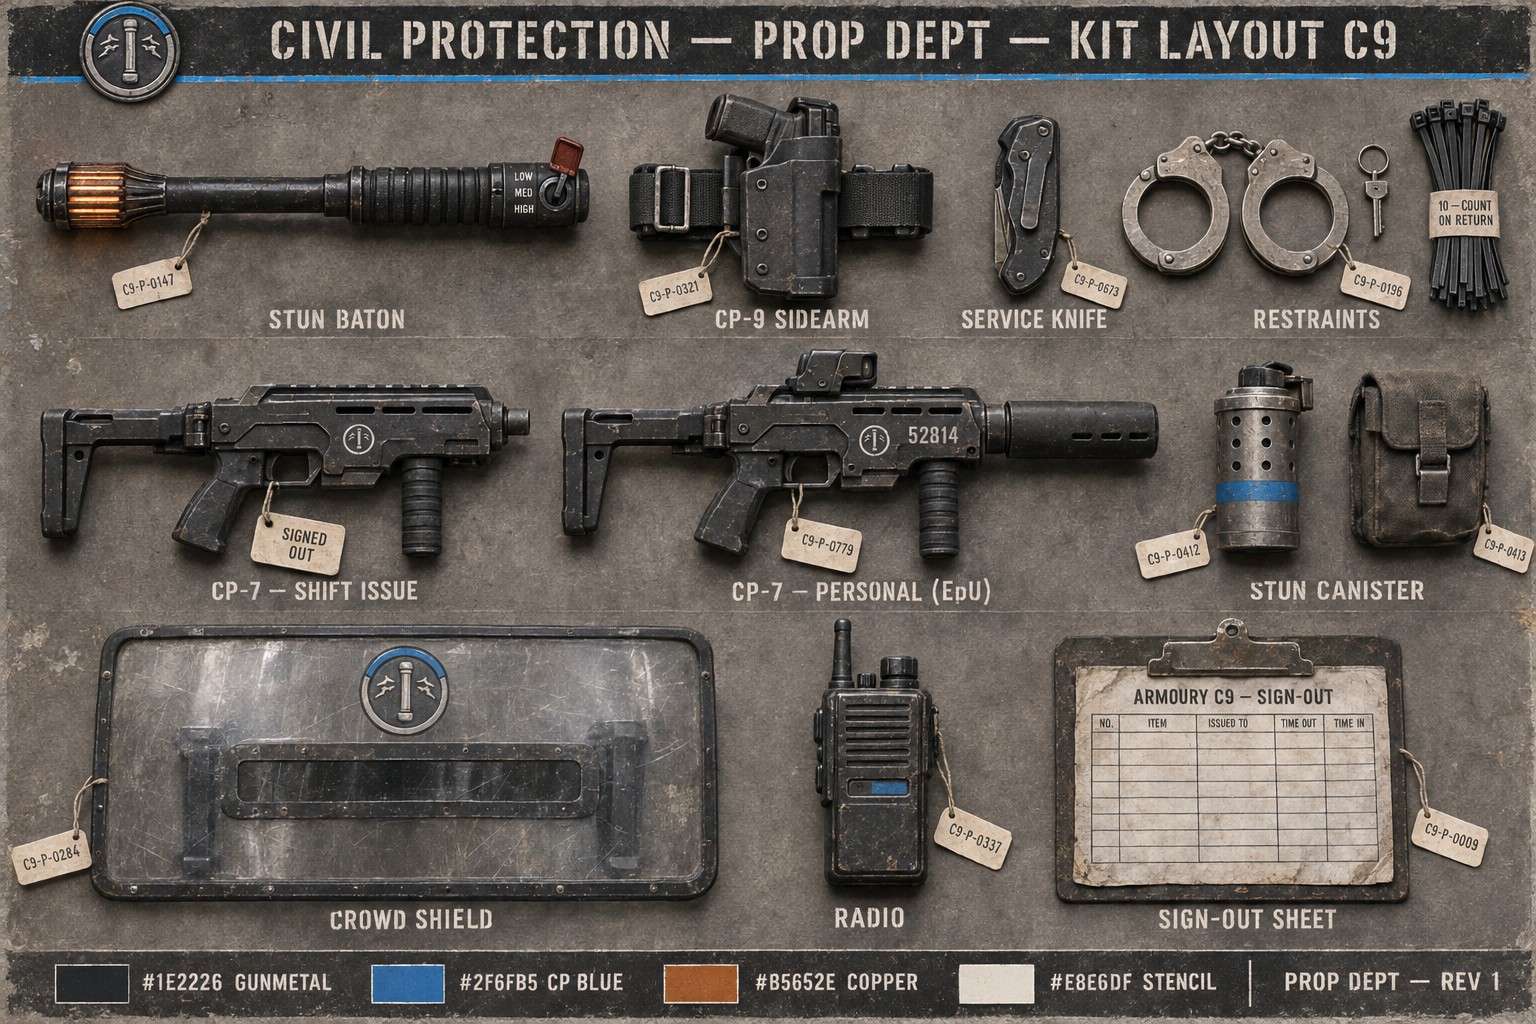 CIVIL PROTECTION — PROP DEPT — KIT LAYOUT C9
LOW
MED
HIGH
C9-P-0147
STUN BATON
C9-P-0321
CP-9 SIDEARM
C9-P-0673
SERVICE KNIFE
C9-P-0196
10 — COUNT
ON RETURN
RESTRAINTS
SIGNED
OUT
CP-7 — SHIFT ISSUE
52814
C9-P-0779
CP-7 — PERSONAL (EpU)
C9-P-0412
C9-P-0413
STUN CANISTER
C9-P-0284
CROWD SHIELD
C9-P-0337
RADIO
ARMOURY C9 — SIGN-OUT
NO. ITEM ISSUED TO TIME OUT TIME IN
C9-P-0009
SIGN-OUT SHEET
#1E2226 GUNMETAL #2F6FB5 CP BLUE #B5652E COPPER #E8E6DF STENCIL PROP DEPT — REV 1